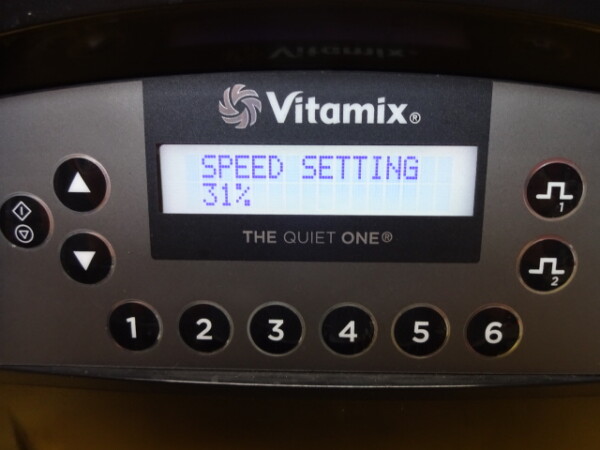 Vitamix®
SPEED SETTING
31%
THE QUIET ONE®
1
2
1 2 3 4 5 6